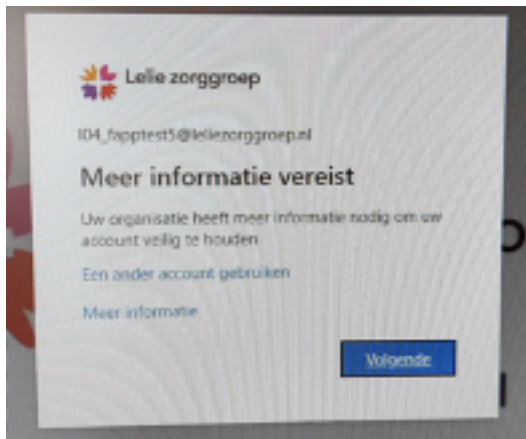 Lelie zorggroep
l04_fapptest5@leliezorggroep.nl
Meer informatie vereist
Uw organisatie heeft meer informatie nodig om uw
account veilig te houden
Een ander account gebruiken
Meer informatie
Volgende